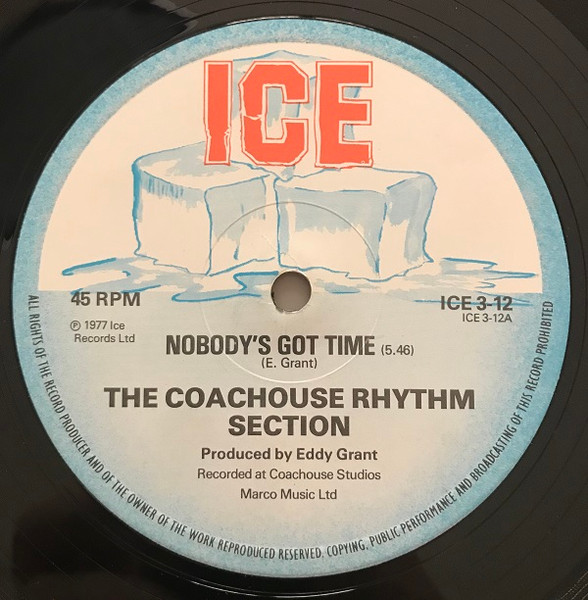 ICE
45 RPM
℗ 1977 Ice
Records Ltd
ICE 3-12
ICE 3-12A
NOBODY'S GOT TIME (5.46)
(E. Grant)
THE COACHOUSE RHYTHM
SECTION
Produced by Eddy Grant
Recorded at Coachouse Studios
Marco Music Ltd
ALL RIGHTS OF THE RECORD PRODUCER AND OF THE OWNER OF THE WORK REPRODUCED RESERVED. COPYING, PUBLIC PERFORMANCE AND BROADCASTING OF THIS RECORD PROHIBITED